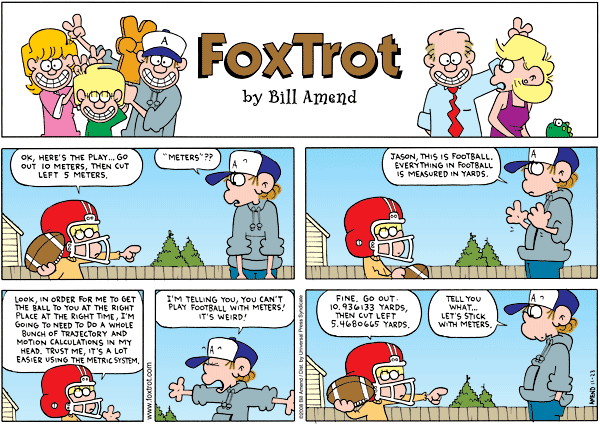 FoxTrot
by Bill Amend
A
OK, HERE'S THE PLAY... GO
OUT 10 METERS, THEN CUT
LEFT 5 METERS.
"METERS"??
A
JASON, THIS IS FOOTBALL.
EVERYTHING IN FOOTBALL
IS MEASURED IN YARDS.
A
LOOK, IN ORDER FOR ME TO GET
THE BALL TO YOU AT THE RIGHT
PLACE AT THE RIGHT TIME, I'M
GOING TO NEED TO DO A WHOLE
BUNCH OF TRAJECTORY AND
MOTION CALCULATIONS IN MY
HEAD. TRUST ME, IT'S A LOT
EASIER USING THE METRIC SYSTEM.
www.foxtrot.com
I'M TELLING YOU, YOU CAN'T
PLAY FOOTBALL WITH METERS!
IT'S WEIRD!
A
©2008 Bill Amend / Dist. by Universal Press Syndicate
FINE. GO OUT
10.936133 YARDS,
THEN CUT LEFT
5.4680665 YARDS.
TELL YOU
WHAT...
LET'S STICK
WITH METERS.
A
AMEND 11-23